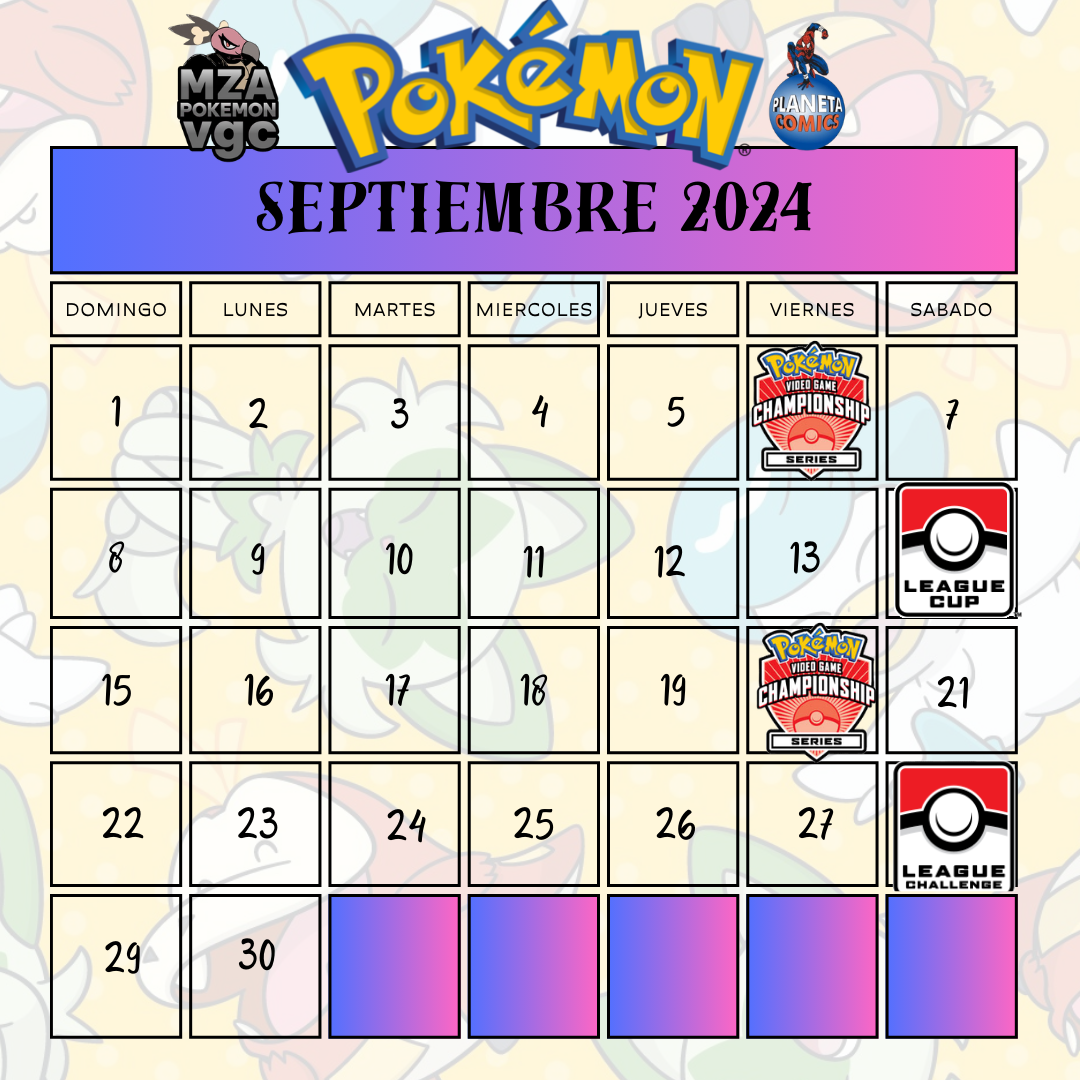 MZA
POKEMON
vgc
POKéMON
®
PLANETA
COMICS
SEPTIEMBRE 2024
DOMINGO LUNES MARTES MIERCOLES JUEVES VIERNES SABADO
1 2 3 4 5
POKéMON
VIDEO GAME
CHAMPIONSHIP
SERIES
7
8 9 10 11 12 13
LEAGUE
CUP
15 16 17 18 19
POKéMON
VIDEO GAME
CHAMPIONSHIP
SERIES
21
22 23 24 25 26 27
LEAGUE
CHALLENGE
29 30